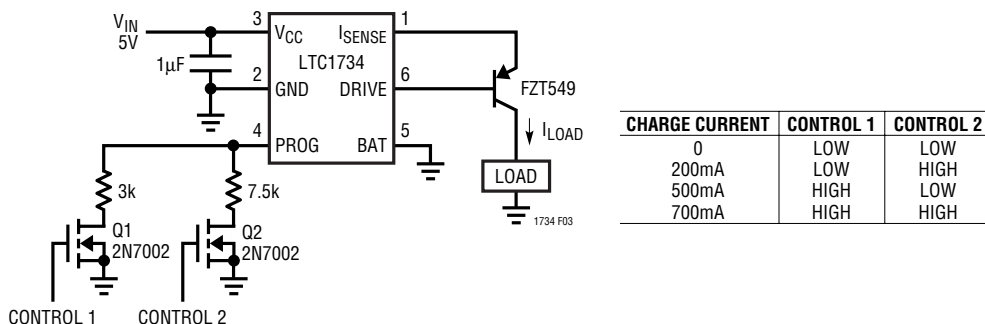 V_IN
5V
1µF
3
V_CC
I_SENSE
1
LTC1734
2
GND
DRIVE
6
FZT549
4
PROG
BAT
5
I_LOAD
LOAD
1734 F03
3k
7.5k
Q1
2N7002
Q2
2N7002
CONTROL 1
CONTROL 2
CHARGE CURRENT CONTROL 1 CONTROL 2
0 LOW LOW
200mA LOW HIGH
500mA HIGH LOW
700mA HIGH HIGH